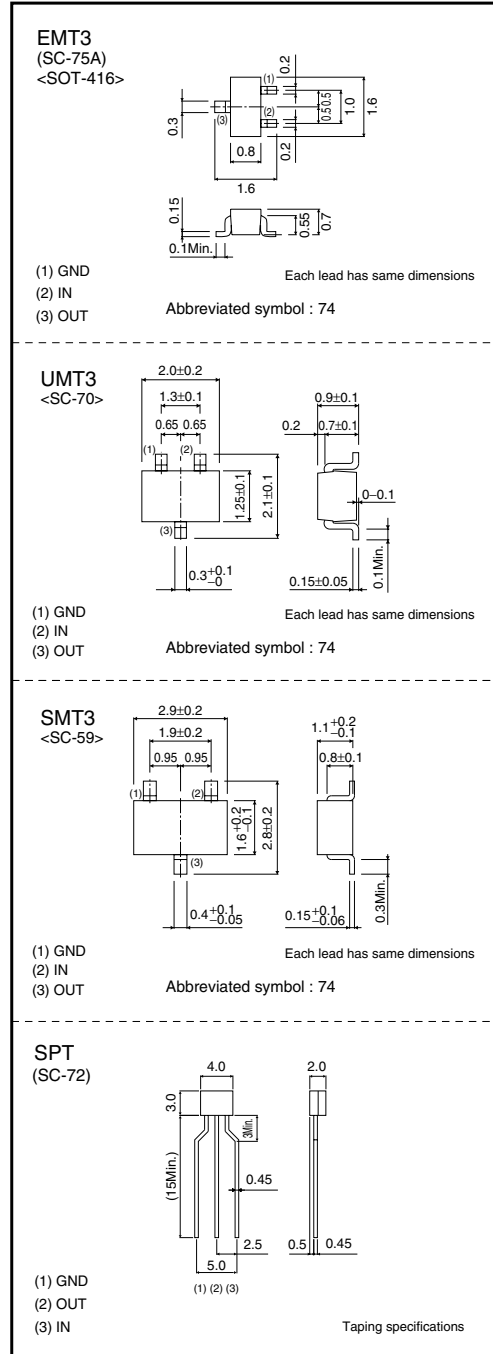 EMT3
(SC-75A)
<SOT-416>
(1)
0.2
0.3
(3)
(2)
0.5 0.5
1.0
1.6
0.8
0.2
1.6
0.15
0.55
0.7
0.1Min.
(1) GND
Each lead has same dimensions
(2) IN
(3) OUT
Abbreviated symbol : 74
UMT3
<SC-70>
2.0±0.2
1.3±0.1
0.65 0.65
(1) (2)
1.25±0.1
2.1±0.1
(3)
0.3+0.1 −0
0.9±0.1
0.2 0.7±0.1
0−0.1
0.15±0.05
0.1Min.
(1) GND
Each lead has same dimensions
(2) IN
(3) OUT
Abbreviated symbol : 74
SMT3
<SC-59>
2.9±0.2
1.9±0.2
0.95 0.95
(1) (2)
1.6+0.2 −0.1
2.8±0.2
(3)
0.4+0.1 −0.05
1.1+0.2 −0.1
0.8±0.1
0.15+0.1 −0.06
0.3Min.
(1) GND
Each lead has same dimensions
(2) IN
(3) OUT
Abbreviated symbol : 74
SPT
(SC-72)
4.0
2.0
3.0
3Min.
(15Min.)
0.45
2.5
0.5 0.45
5.0
(1) (2) (3)
(1) GND
(2) OUT
(3) IN
Taping specifications